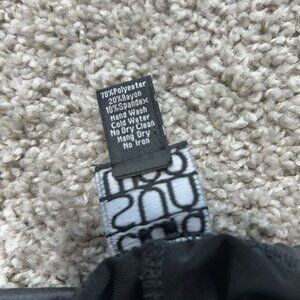 70%Polyester
20%Rayon
10%Spandex
Hand Wash
Cold Water
No Dry Clean
Hang Dry
No Iron